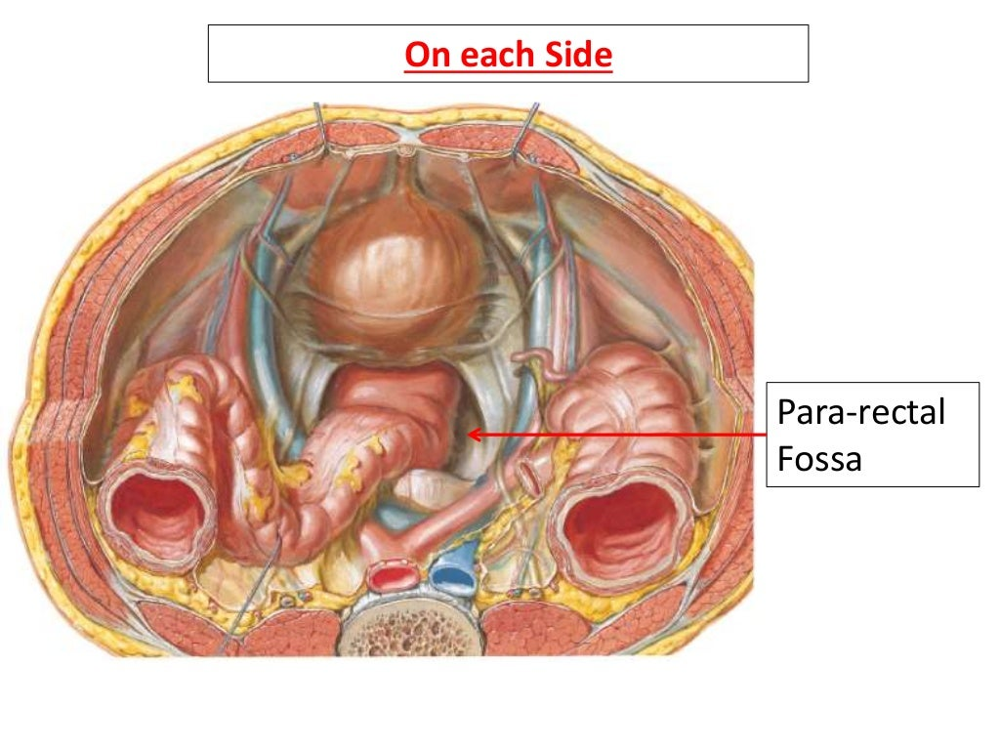 On each Side
Para-rectal
Fossa